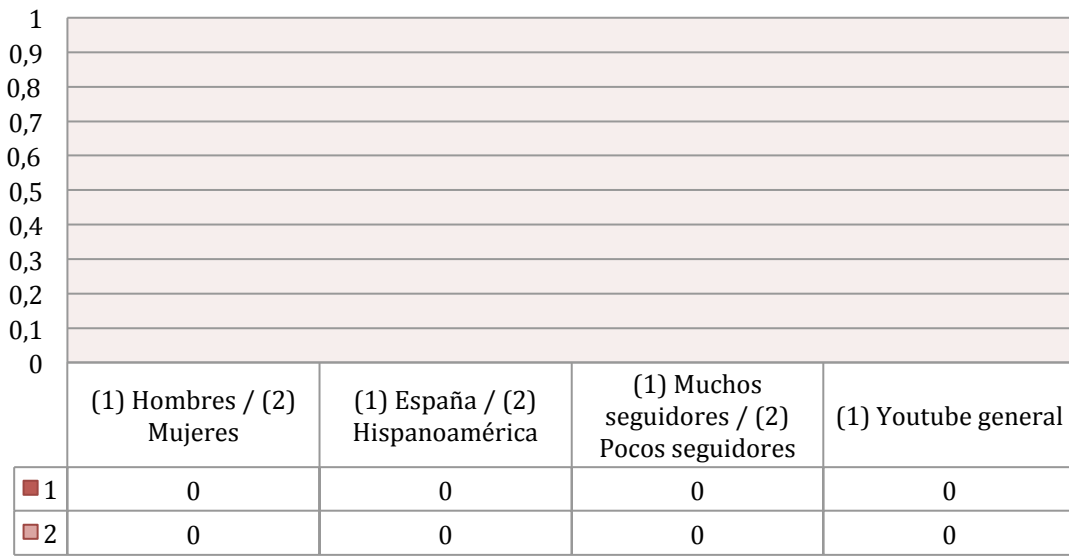 1
0,9
0,8
0,7
0,6
0,5
0,4
0,3
0,2
0,1
0
(1) Hombres / (2)
Mujeres
(1) España / (2)
Hispanoamérica
(1) Muchos
seguidores / (2)
Pocos seguidores
(1) Youtube general
1 0 0 0 0
2 0 0 0 0